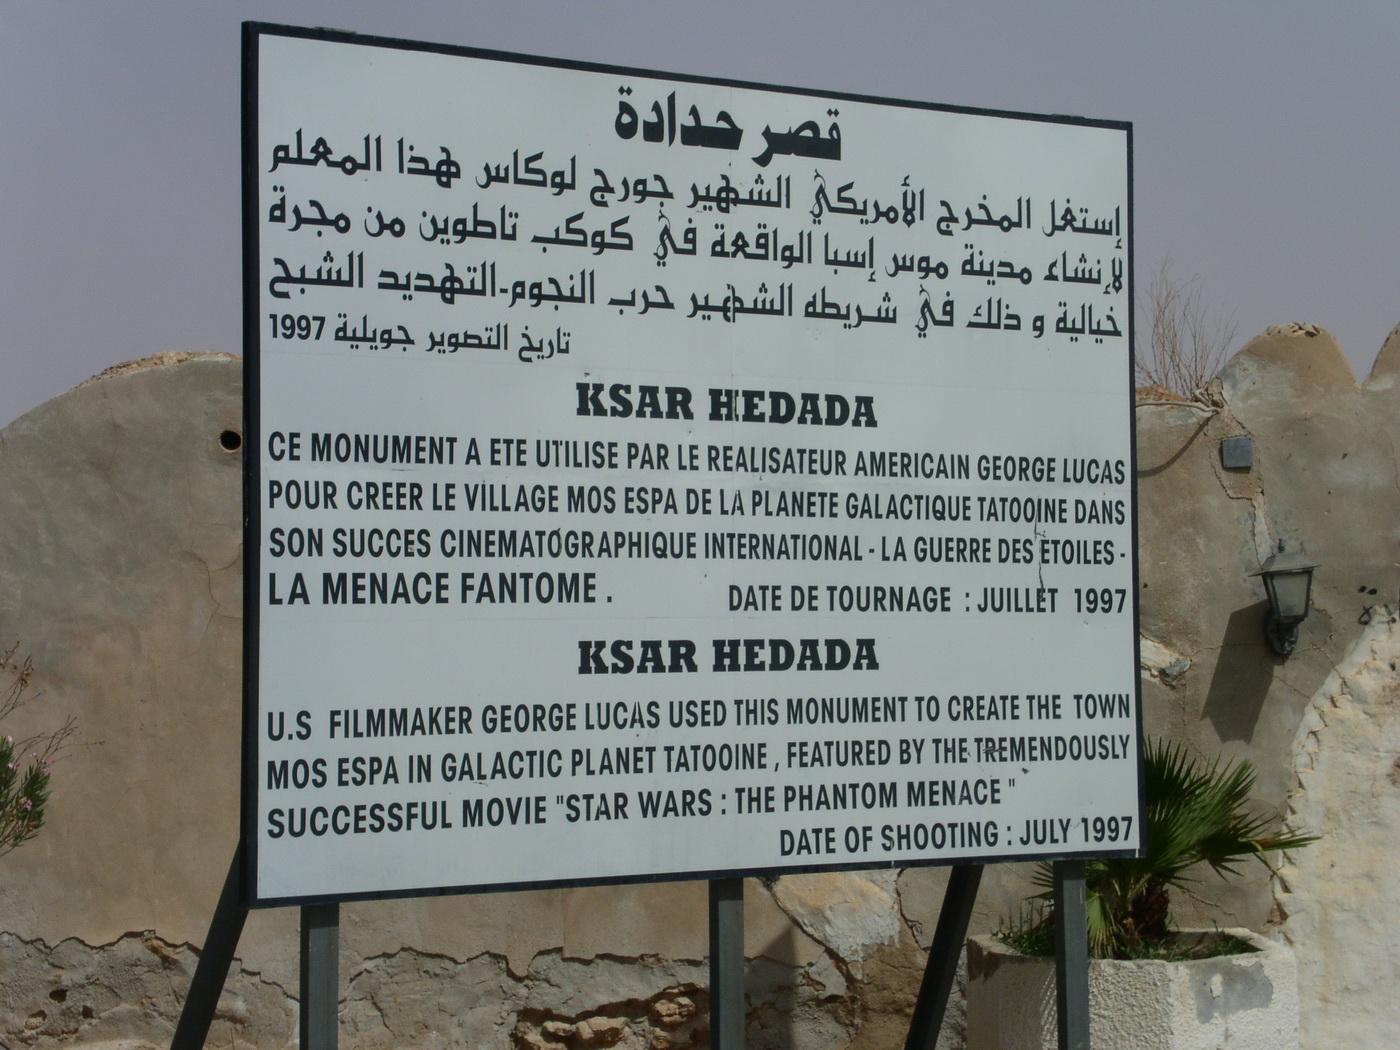 قصر حدادة
إستغل المخرج الأمريكي الشهير جورج لوكاس هذا المعلم
لإنشاء مدينة موس إسبا الواقعة في كوكب تاطوين من مجرة
خيالية و ذلك في شريطه الشهير حرب النجوم-التهديد الشبح
تاريخ التصوير جويلية 1997
KSAR HEDADA
CE MONUMENT A ETE UTILISE PAR LE REALISATEUR AMERICAIN GEORGE LUCAS
POUR CREER LE VILLAGE MOS ESPA DE LA PLANETE GALACTIQUE TATOOINE DANS
SON SUCCES CINEMATOGRAPHIQUE INTERNATIONAL - LA GUERRE DES ETOILES -
LA MENACE FANTOME . DATE DE TOURNAGE : JUILLET 1997
KSAR HEDADA
U.S FILMMAKER GEORGE LUCAS USED THIS MONUMENT TO CREATE THE TOWN
MOS ESPA IN GALACTIC PLANET TATOOINE , FEATURED BY THE TREMENDOUSLY
SUCCESSFUL MOVIE "STAR WARS : THE PHANTOM MENACE "
DATE OF SHOOTING : JULY 1997